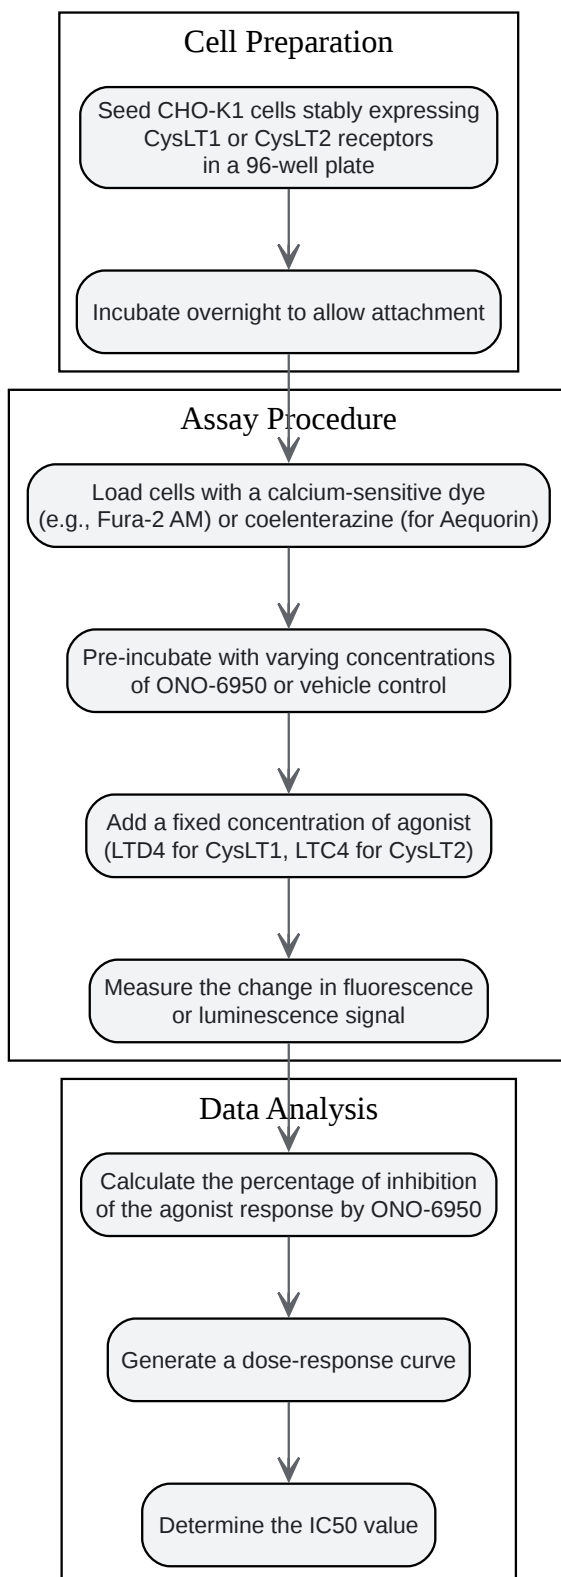 Cell Preparation
Seed CHO-K1 cells stably expressing
CysLT1 or CysLT2 receptors
in a 96-well plate
Incubate overnight to allow attachment
Assay Procedure
Load cells with a calcium-sensitive dye
(e.g., Fura-2 AM) or coelenterazine (for Aequorin)
Pre-incubate with varying concentrations
of ONO-6950 or vehicle control
Add a fixed concentration of agonist
(LTD4 for CysLT1, LTC4 for CysLT2)
Measure the change in fluorescence
or luminescence signal
Data Analysis
Calculate the percentage of inhibition
of the agonist response by ONO-6950
Generate a dose-response curve
Determine the IC50 value